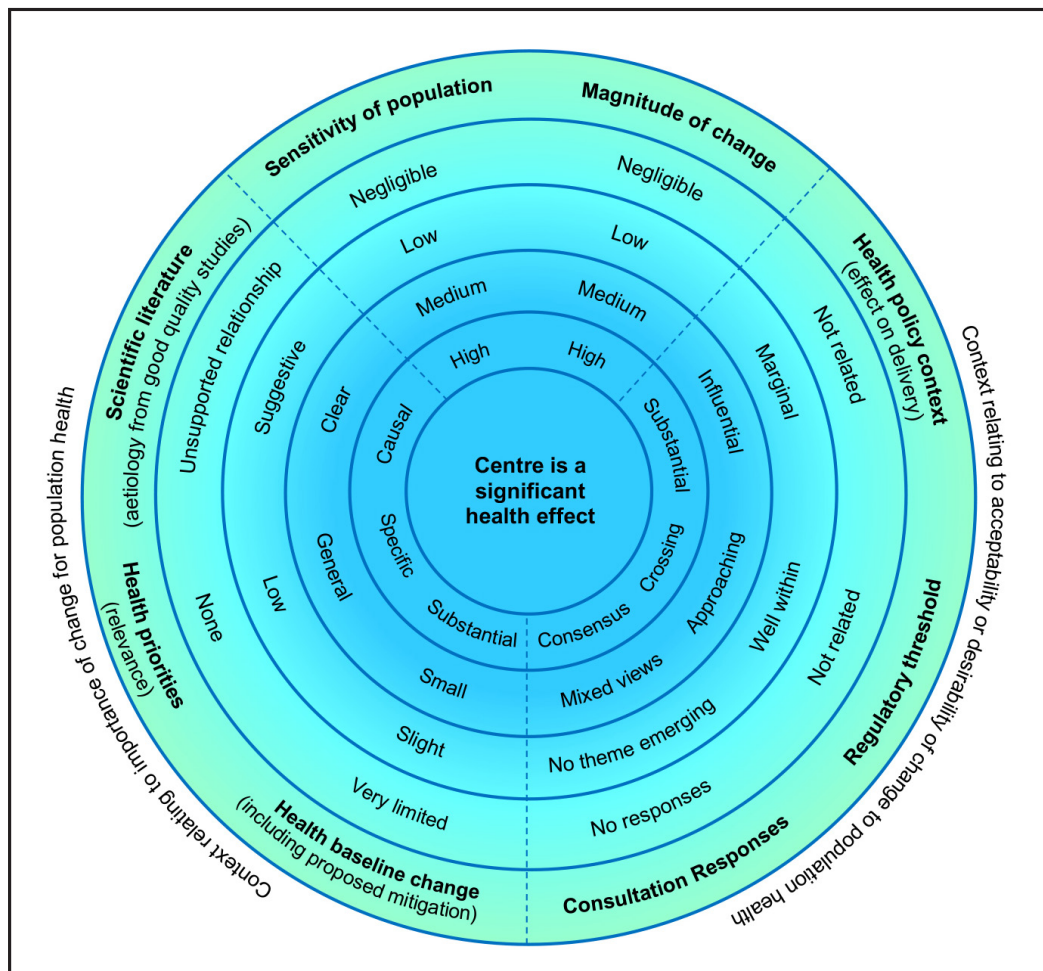 Sensitivity of population
Magnitude of change
Negligible
Negligible
Low
Low
Medium
Medium
High
High
Health policy context
(effect on delivery)
Not related
Marginal
Influential
Substantial
Regulatory threshold
Not related
Well within
Approaching
Crossing
Consultation Responses
No responses
No theme emerging
Mixed views
Consensus
Health baseline change
(including proposed mitigation)
Very limited
Slight
Small
Substantial
Health priorities
(relevance)
None
Low
General
Specific
Scientific literature
(aetiology from good quality studies)
Unsupported relationship
Suggestive
Clear
Causal
Centre is a
significant
health effect
Context relating to importance of change for population health
Context relating to acceptability or desirability of change to population health